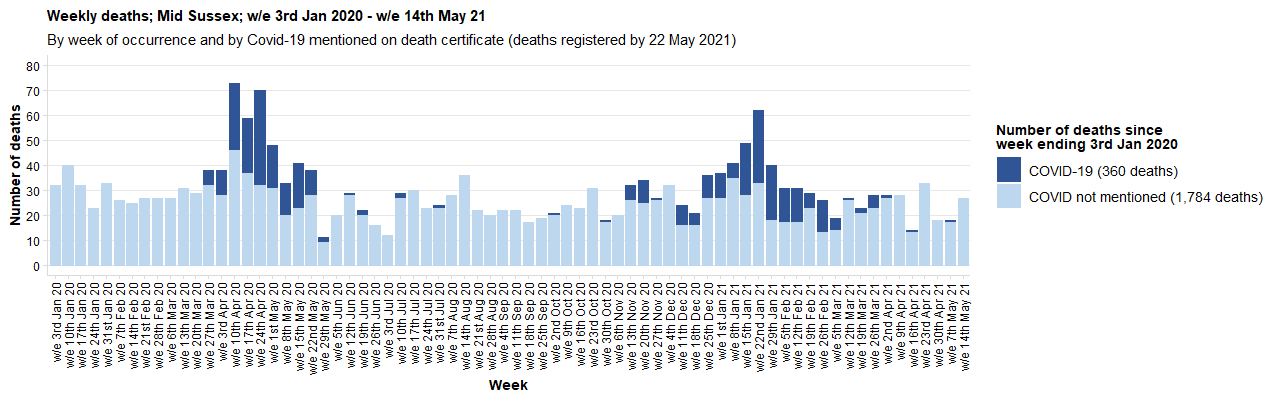 Weekly deaths; Mid Sussex; w/e 3rd Jan 2020 - w/e 14th May 21
By week of occurrence and by Covid-19 mentioned on death certificate (deaths registered by 22 May 2021)
Number of deaths
80
70
60
50
40
30
20
10
0
w/e 3rd Jan 20
w/e 10th Jan 20
w/e 17th Jan 20
w/e 24th Jan 20
w/e 31st Jan 20
w/e 7th Feb 20
w/e 14th Feb 20
w/e 21st Feb 20
w/e 28th Feb 20
w/e 6th Mar 20
w/e 13th Mar 20
w/e 20th Mar 20
w/e 27th Mar 20
w/e 3rd Apr 20
w/e 10th Apr 20
w/e 17th Apr 20
w/e 24th Apr 20
w/e 1st May 20
w/e 8th May 20
w/e 15th May 20
w/e 22nd May 20
w/e 29th May 20
w/e 5th Jun 20
w/e 12th Jun 20
w/e 19th Jun 20
w/e 26th Jun 20
w/e 3rd Jul 20
w/e 10th Jul 20
w/e 17th Jul 20
w/e 24th Jul 20
w/e 31st Jul 20
w/e 7th Aug 20
w/e 14th Aug 20
w/e 21st Aug 20
w/e 28th Aug 20
w/e 4th Sep 20
w/e 11th Sep 20
w/e 18th Sep 20
w/e 25th Sep 20
w/e 2nd Oct 20
w/e 9th Oct 20
w/e 16th Oct 20
w/e 23rd Oct 20
w/e 30th Oct 20
w/e 6th Nov 20
w/e 13th Nov 20
w/e 20th Nov 20
w/e 27th Nov 20
w/e 4th Dec 20
w/e 11th Dec 20
w/e 18th Dec 20
w/e 25th Dec 20
w/e 1st Jan 21
w/e 8th Jan 21
w/e 15th Jan 21
w/e 22nd Jan 21
w/e 29th Jan 21
w/e 5th Feb 21
w/e 12th Feb 21
w/e 19th Feb 21
w/e 26th Feb 21
w/e 5th Mar 21
w/e 12th Mar 21
w/e 19th Mar 21
w/e 26th Mar 21
w/e 2nd Apr 21
w/e 9th Apr 21
w/e 16th Apr 21
w/e 23rd Apr 21
w/e 30th Apr 21
w/e 7th May 21
w/e 14th May 21
Week
Number of deaths since
week ending 3rd Jan 2020
COVID-19 (360 deaths)
COVID not mentioned (1,784 deaths)